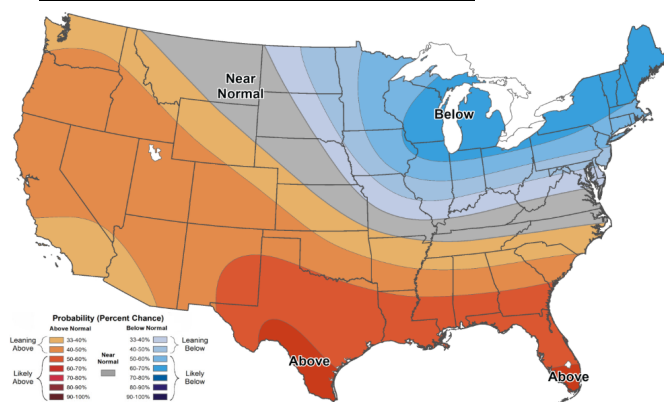 Near
Normal
Below
Above
Above
Probability (Percent Chance)
Above Normal
Below Normal
Leaning
Above
Likely
Above
33-40%
40-50%
50-60%
60-70%
70-80%
80-90%
90-100%
Near
Normal
33-40%
40-50%
50-60%
60-70%
70-80%
80-90%
90-100%
Leaning
Below
Likely
Below